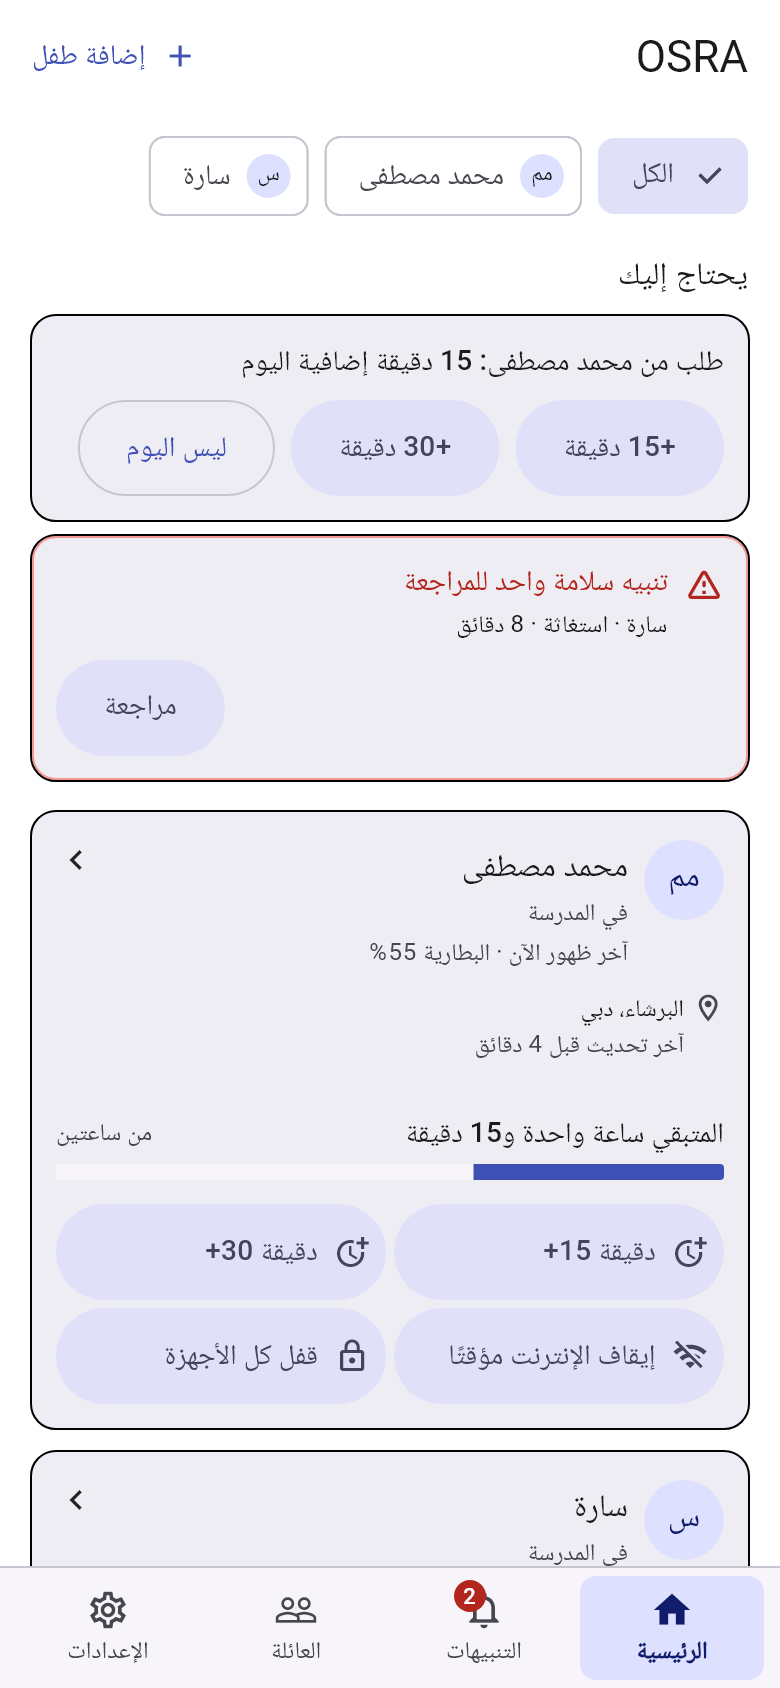 OSRA
إضافة طفل
الكل
مم محمد مصطفى
س سارة
يحتاج إليك
طلب من محمد مصطفى: 15 دقيقة إضافية اليوم
+15 دقيقة
+30 دقيقة
ليس اليوم
تنبيه سلامة واحد للمراجعة
سارة · استغاثة · 8 دقائق
مراجعة
مم
محمد مصطفى
في المدرسة
آخر ظهور الآن · البطارية 55%
البرشاء، دبي
آخر تحديث قبل 4 دقائق
المتبقي ساعة واحدة و15 دقيقة
من ساعتين
دقيقة 15+
دقيقة 30+
إيقاف الإنترنت مؤقتًا
قفل كل الأجهزة
س
سارة
في المدرسة
الرئيسية
2
التنبيهات
العائلة
الإعدادات